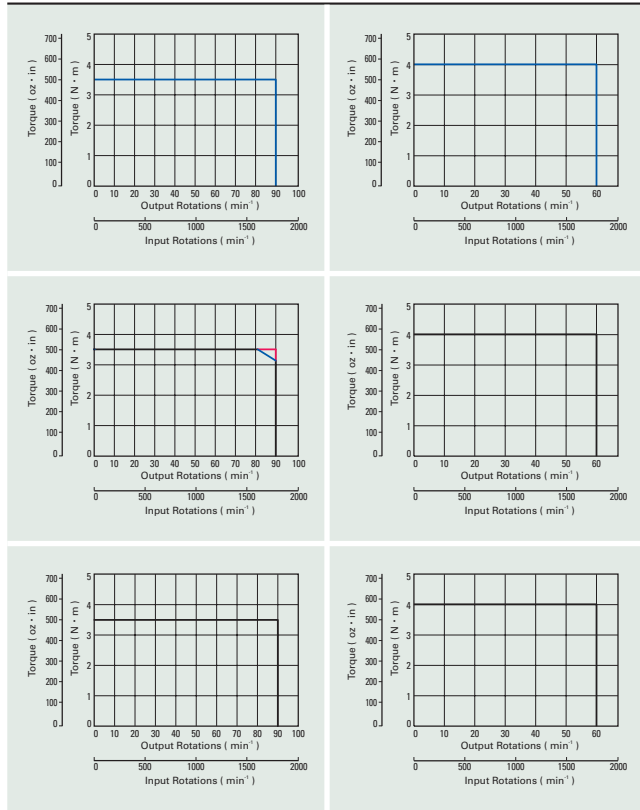 700
600
500
400
300
200
100
0
Torque ( oz · in )
5
4
3
2
1
0
Torque ( N · m )
0 10 20 30 40 50 60 70 80 90 100
Output Rotations ( min⁻¹ )
0 500 1000 1500 2000
Input Rotations ( min⁻¹ )
700
600
500
400
300
200
100
0
Torque ( oz · in )
5
4
3
2
1
0
Torque ( N · m )
0 10 20 30 40 50 60
Output Rotations ( min⁻¹ )
0 500 1000 1500 2000
Input Rotations ( min⁻¹ )
700
600
500
400
300
200
100
0
Torque ( oz · in )
5
4
3
2
1
0
Torque ( N · m )
0 10 20 30 40 50 60 70 80 90 100
Output Rotations ( min⁻¹ )
0 500 1000 1500 2000
Input Rotations ( min⁻¹ )
700
600
500
400
300
200
100
0
Torque ( oz · in )
5
4
3
2
1
0
Torque ( N · m )
0 10 20 30 40 50 60
Output Rotations ( min⁻¹ )
0 500 1000 1500 2000
Input Rotations ( min⁻¹ )
700
600
500
400
300
200
100
0
Torque ( oz · in )
5
4
3
2
1
0
Torque ( N · m )
0 10 20 30 40 50 60 70 80 90 100
Output Rotations ( min⁻¹ )
0 500 1000 1500 2000
Input Rotations ( min⁻¹ )
700
600
500
400
300
200
100
0
Torque ( oz · in )
5
4
3
2
1
0
Torque ( N · m )
0 10 20 30 40 50 60
Output Rotations ( min⁻¹ )
0 500 1000 1500 2000
Input Rotations ( min⁻¹ )